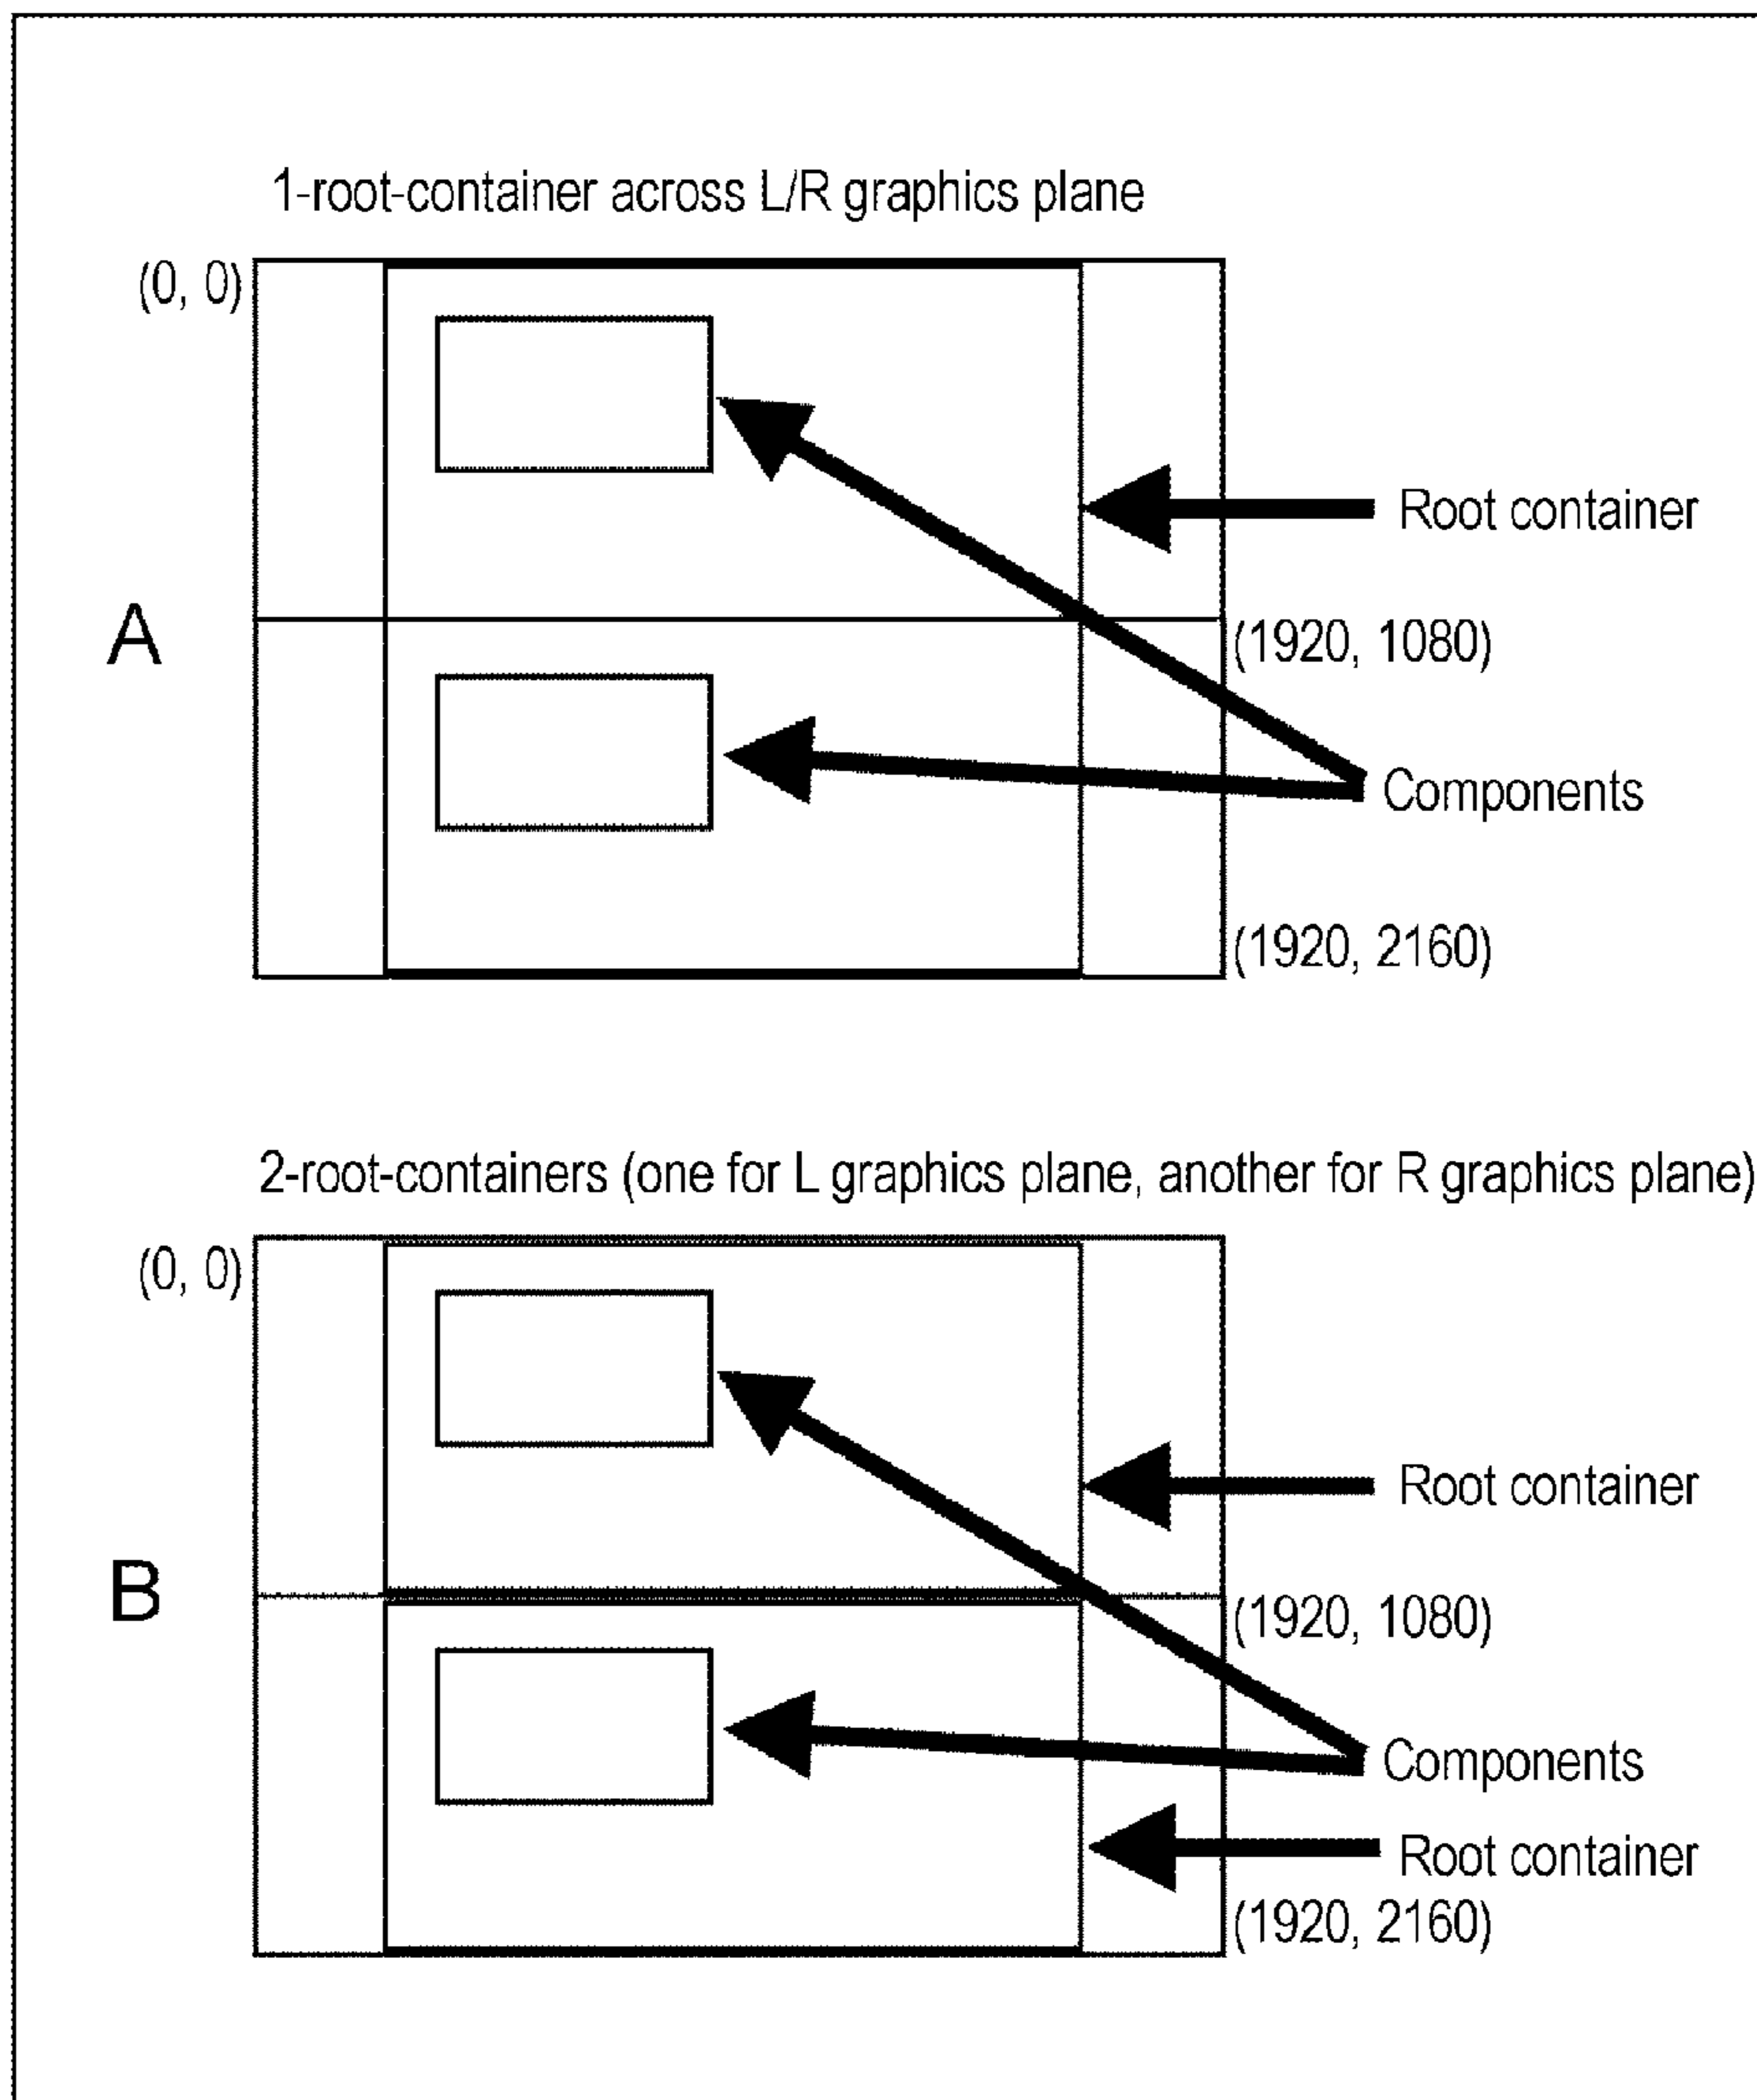 1-root-container across L/R graphics plane
(0, 0)
Root container
A
(1920, 1080)
Components
(1920, 2160)
2-root-containers (one for L graphics plane, another for R graphics plane)
(0, 0)
Root container
B
(1920, 1080)
Components
Root container
(1920, 2160)